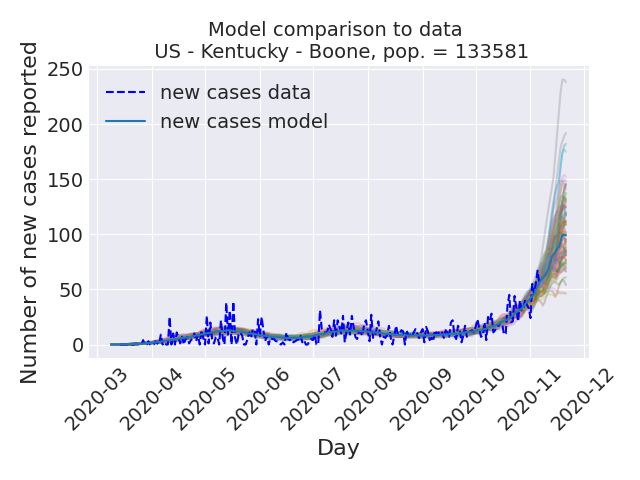 Model comparison to data
US - Kentucky - Boone, pop. = 133581
Number of new cases reported
250
200
150
100
50
0
new cases data
new cases model
2020-03
2020-04
2020-05
2020-06
2020-07
2020-08
2020-09
2020-10
2020-11
2020-12
Day